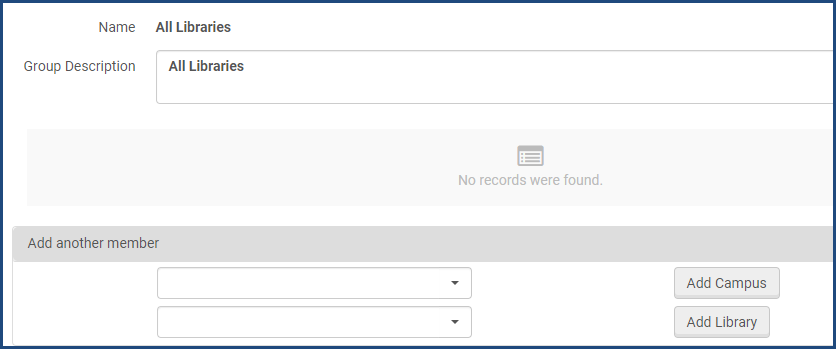 Name All Libraries
Group Description All Libraries
No records were found.
Add another member
Add Campus
Add Library